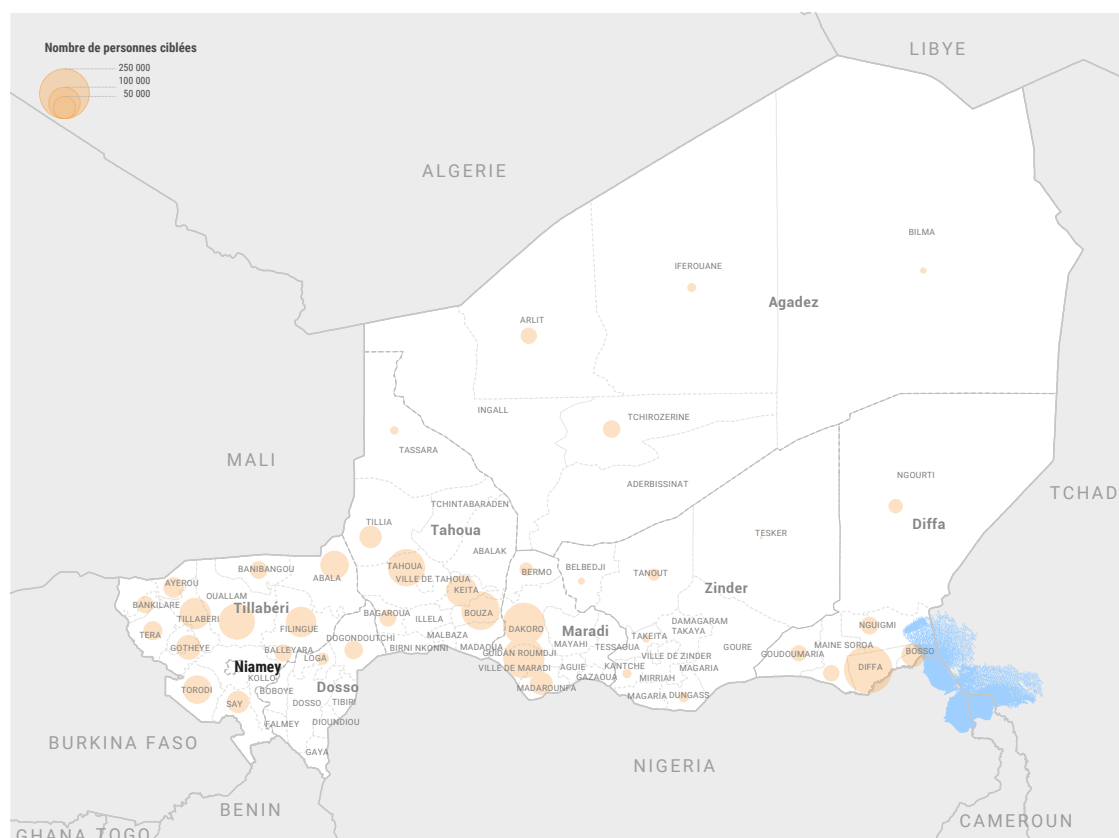 Nombre de personnes ciblées
250 000
100 000
50 000
LIBYE
ALGERIE
BILMA
IFEROUANE
Agadez
ARLIT
INGALL
TCHIROZERINE
TASSARA
MALI
NGOURTI
ADERBISSINAT
TCHAD
TCHINTABARADEN
TILLIA
Tahoua
Diffa
TESKER
ABALAK
TAHOUA
BANIBANGOU
BERMO
BELBEDJI
TANOUT
ABALA
VILLE DE TAHOUA
AYEROU
KEITA
Zinder
OUALLAM
BANKILARE
Tillabéri
TILLABERI
BAGAROUA
ILLELA
BOUZA
DAMAGARAM
TAKAYA
NGUIGMI
TERA
FILINGUE
DAKORO
Maradi
MALBAZA
DOGONDOUTCHI
TAKEITA
MAYAHI
TESSAOUA
GOURE
MAINE SOROA
GOTHEYE
BALLEYARA
BIRNI NKONNI
MADAOUA
GUIDAN ROUMDJI
GOUDOUMARIA
BOSSO
LOGA
VILLE DE ZINDER
Niamey
VILLE DE MARADI
AGUIE
KANTCHE
MAGARIA
DIFFA
KOLLO
GAZAOUA
MIRRIAH
TORODI
BOBOYE
Dosso
MADAROUNFA
MAGARIA
DUNGASS
SAY
DOSSO
TIBIRI
FALMEY
DIOUNDIOU
BURKINA FASO
GAYA
NIGERIA
BENIN
CAMEROUN
GHANA
TOGO